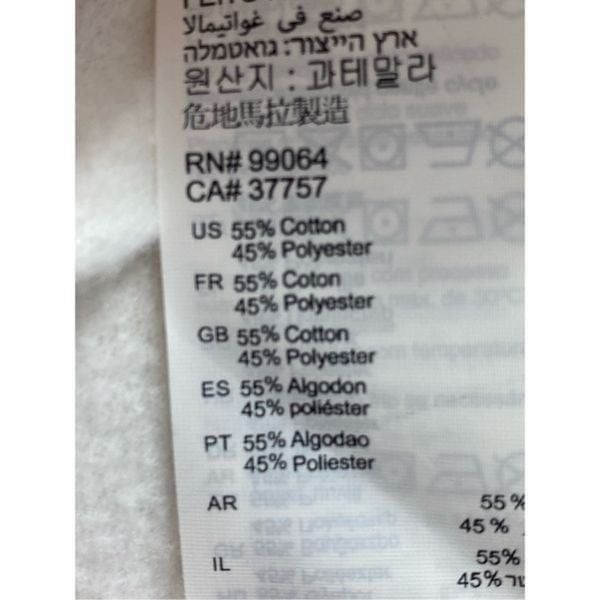 صنع في غواتيمالا
ארץ הייצור: גואטמלה
원산지 : 과테말라
危地馬拉製造
RN# 99064
CA# 37757
US 55% Cotton
45% Polyester
FR 55% Coton
45% Polyester
GB 55% Cotton
45% Polyester
ES 55% Algodon
45% poliéster
PT 55% Algodao
45% Poliester
AR 55%
45%
IL 55%
45%